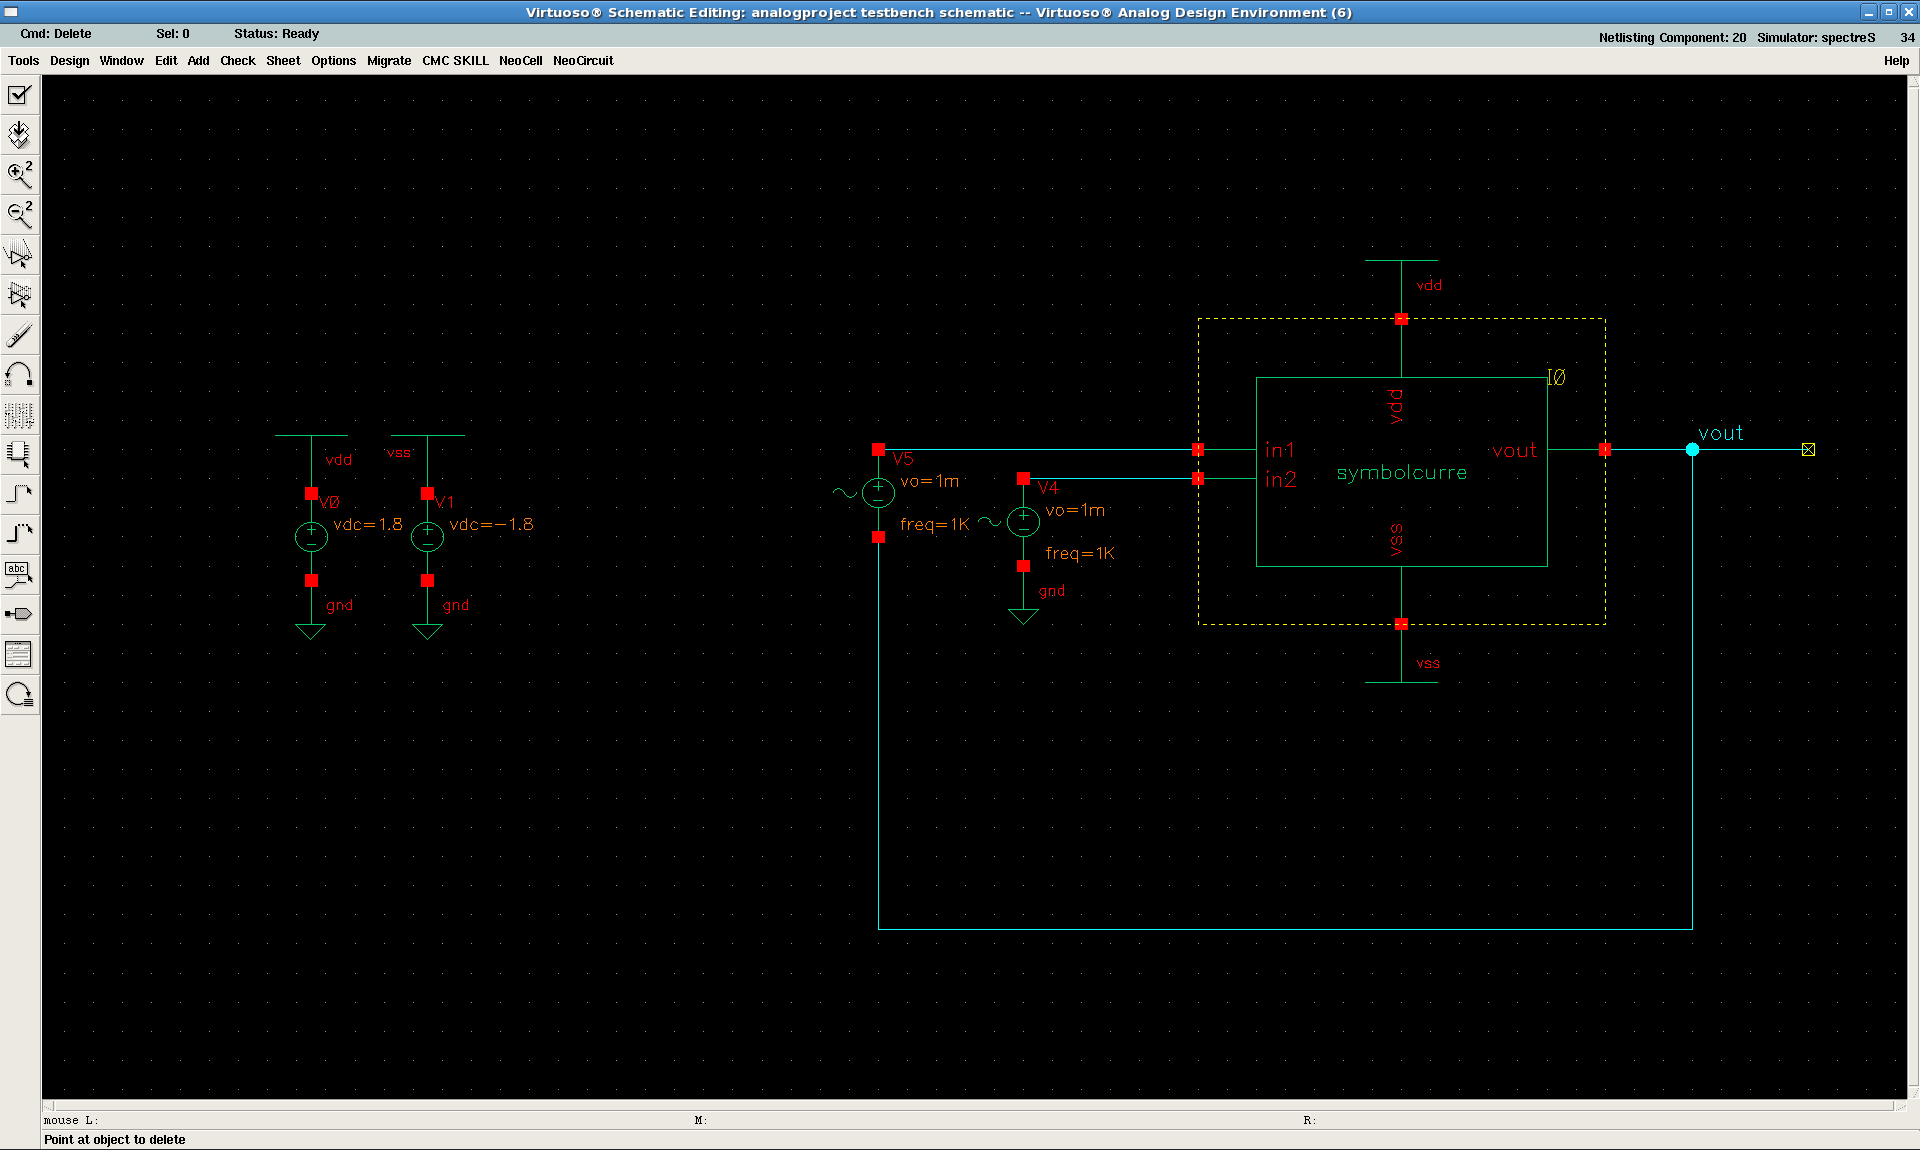 Virtuoso® Schematic Editing: analogproject testbench schematic -- Virtuoso® Analog Design Environment (6)
Cmd: Delete Sel: 0 Status: Ready Netlisting Component: 20 Simulator: spectreS 34
Tools Design Window Edit Add Check Sheet Options Migrate CMC SKILL NeoCell NeoCircuit Help
2
2
abc
vdd
I0
vdd
vout
vdd
vss
V5
in1
vout
vo=1m
symbolcurre
in2
V0
V1
V4
vdc=1.8
vdc=-1.8
freq=1K
vo=1m
vss
freq=1K
gnd
gnd
gnd
vss
mouse L: M: R:
Point at object to delete